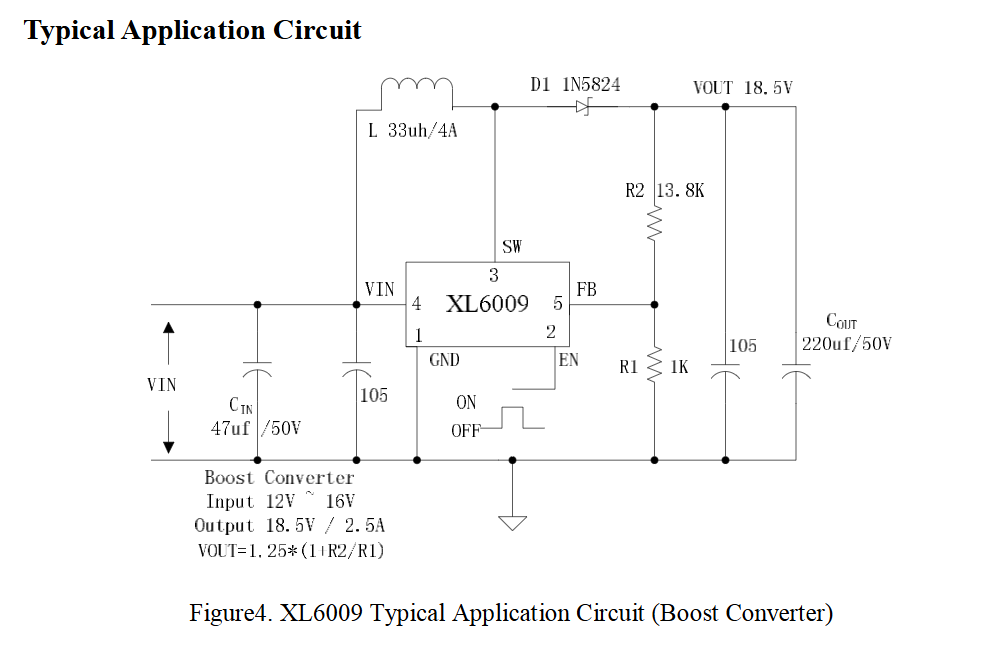 Typical Application Circuit
D1 1N5824
VOUT 18.5V
L 33uh/4A
R2 13.8K
SW
3
VIN
FB
4 XL6009 5
1
2
GND
EN
COUT
220uf/50V
105
R1 1K
VIN
105
CIN
47uf /50V
ON
OFF
Boost Converter
Input 12V ~ 16V
Output 18.5V / 2.5A
VOUT=1.25*(1+R2/R1)
Figure4. XL6009 Typical Application Circuit (Boost Converter)